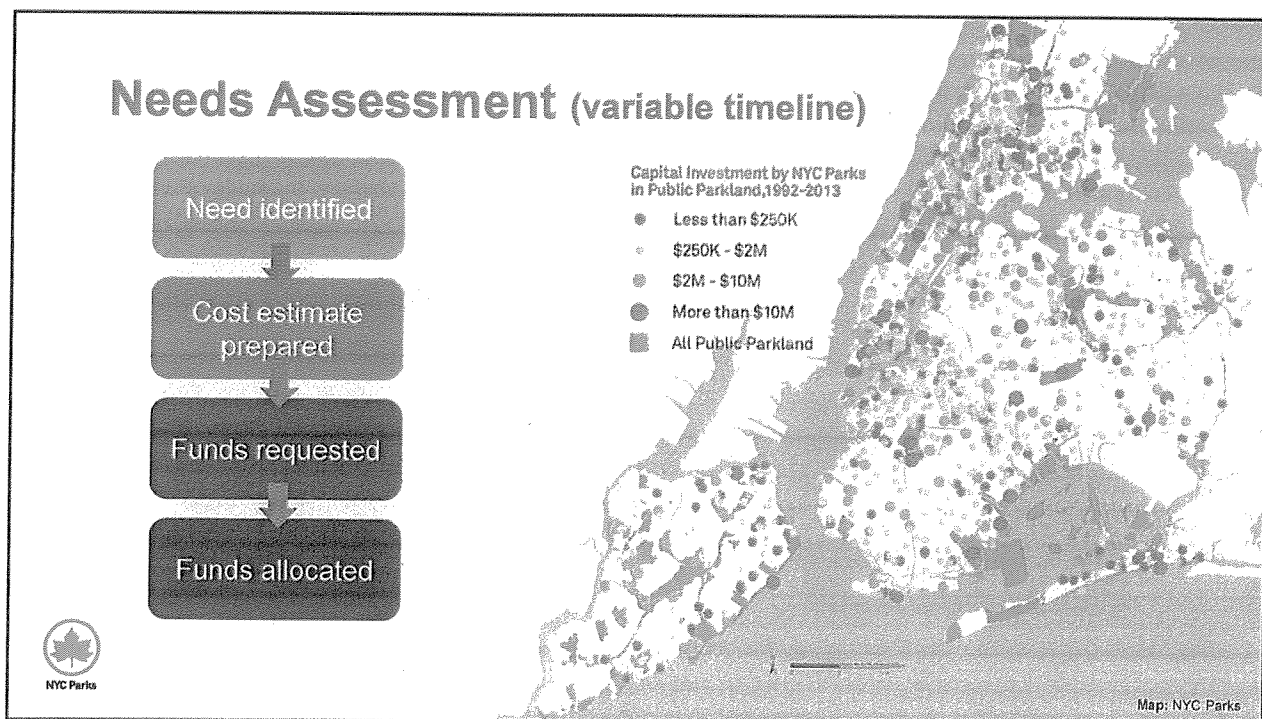 Needs Assessment (variable timeline)
Need identified
Cost estimate
prepared
Funds requested
Funds allocated
Capital Investment by NYC Parks
in Public Parkland,1992-2013
Less than $250K
$250K - $2M
$2M - $10M
More than $10M
All Public Parkland
NYC Parks
Map: NYC Parks